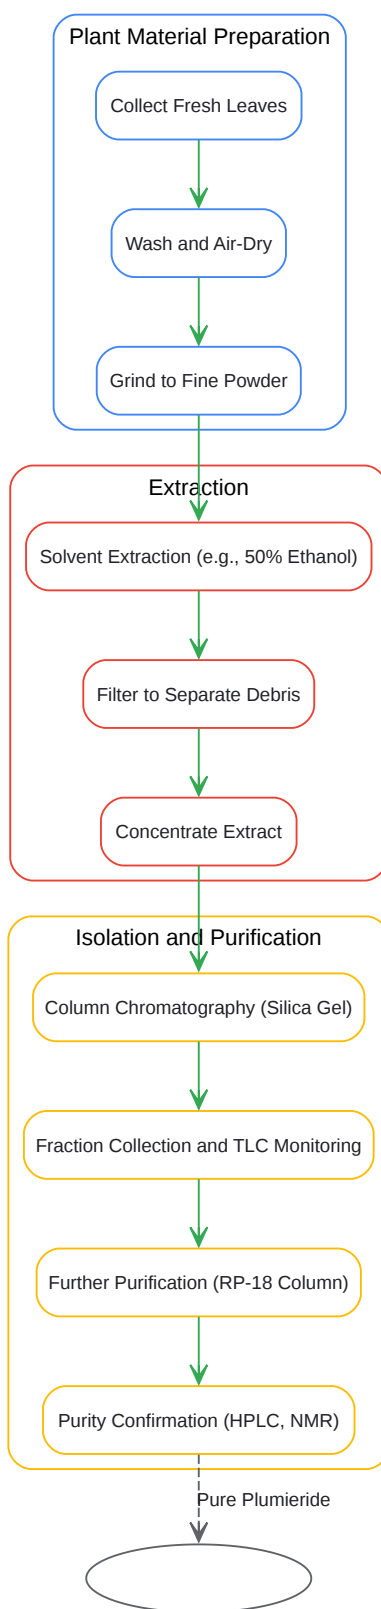 Plant Material Preparation
Collect Fresh Leaves
Wash and Air-Dry
Grind to Fine Powder
Extraction
Solvent Extraction (e.g., 50% Ethanol)
Filter to Separate Debris
Concentrate Extract
Isolation and Purification
Column Chromatography (Silica Gel)
Fraction Collection and TLC Monitoring
Further Purification (RP-18 Column)
Purity Confirmation (HPLC, NMR)
Pure Plumieride